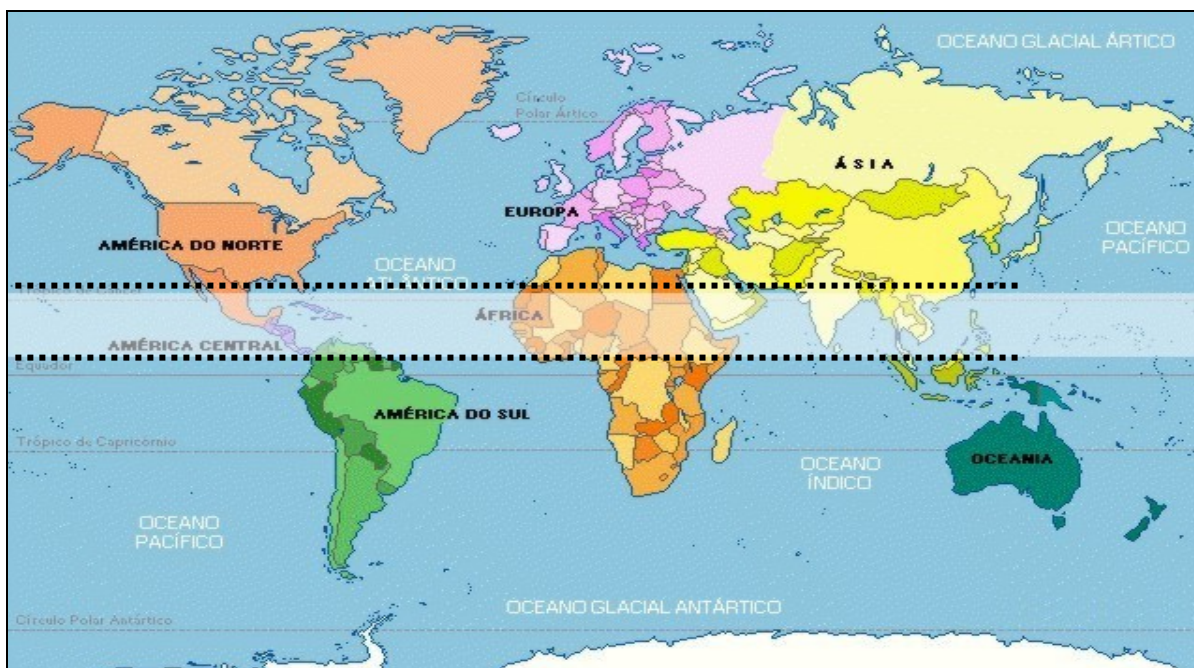 OCEANO GLACIAL ÁRTICO
Círculo
Polar Ártico
ÁSIA
EUROPA
AMÉRICA DO NORTE
OCEANO
PACÍFICO
OCEANO
ATLÂNTICO
ÁFRICA
AMÉRICA CENTRAL
Equador
AMÉRICA DO SUL
Trópico de Capricórnio
OCEANIA
OCEANO
ÍNDICO
OCEANO
PACÍFICO
OCEANO GLACIAL ANTÁRTICO
Círculo Polar Antártico